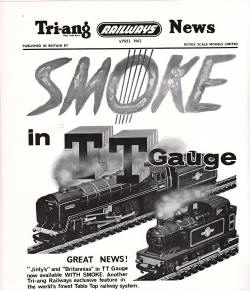 Tri-ang RAILWAYS News
APRIL 1962
PUBLISHED IN BRITAIN BY ROVEX SCALE MODELS LIMITED
SMOKE
in TT Gauge
GREAT NEWS!
"Jinty's" and "Britannias" in TT Gauge
now available WITH SMOKE. Another
Tri-ang Railways exclusive feature in
the world's finest Table Top railway system.